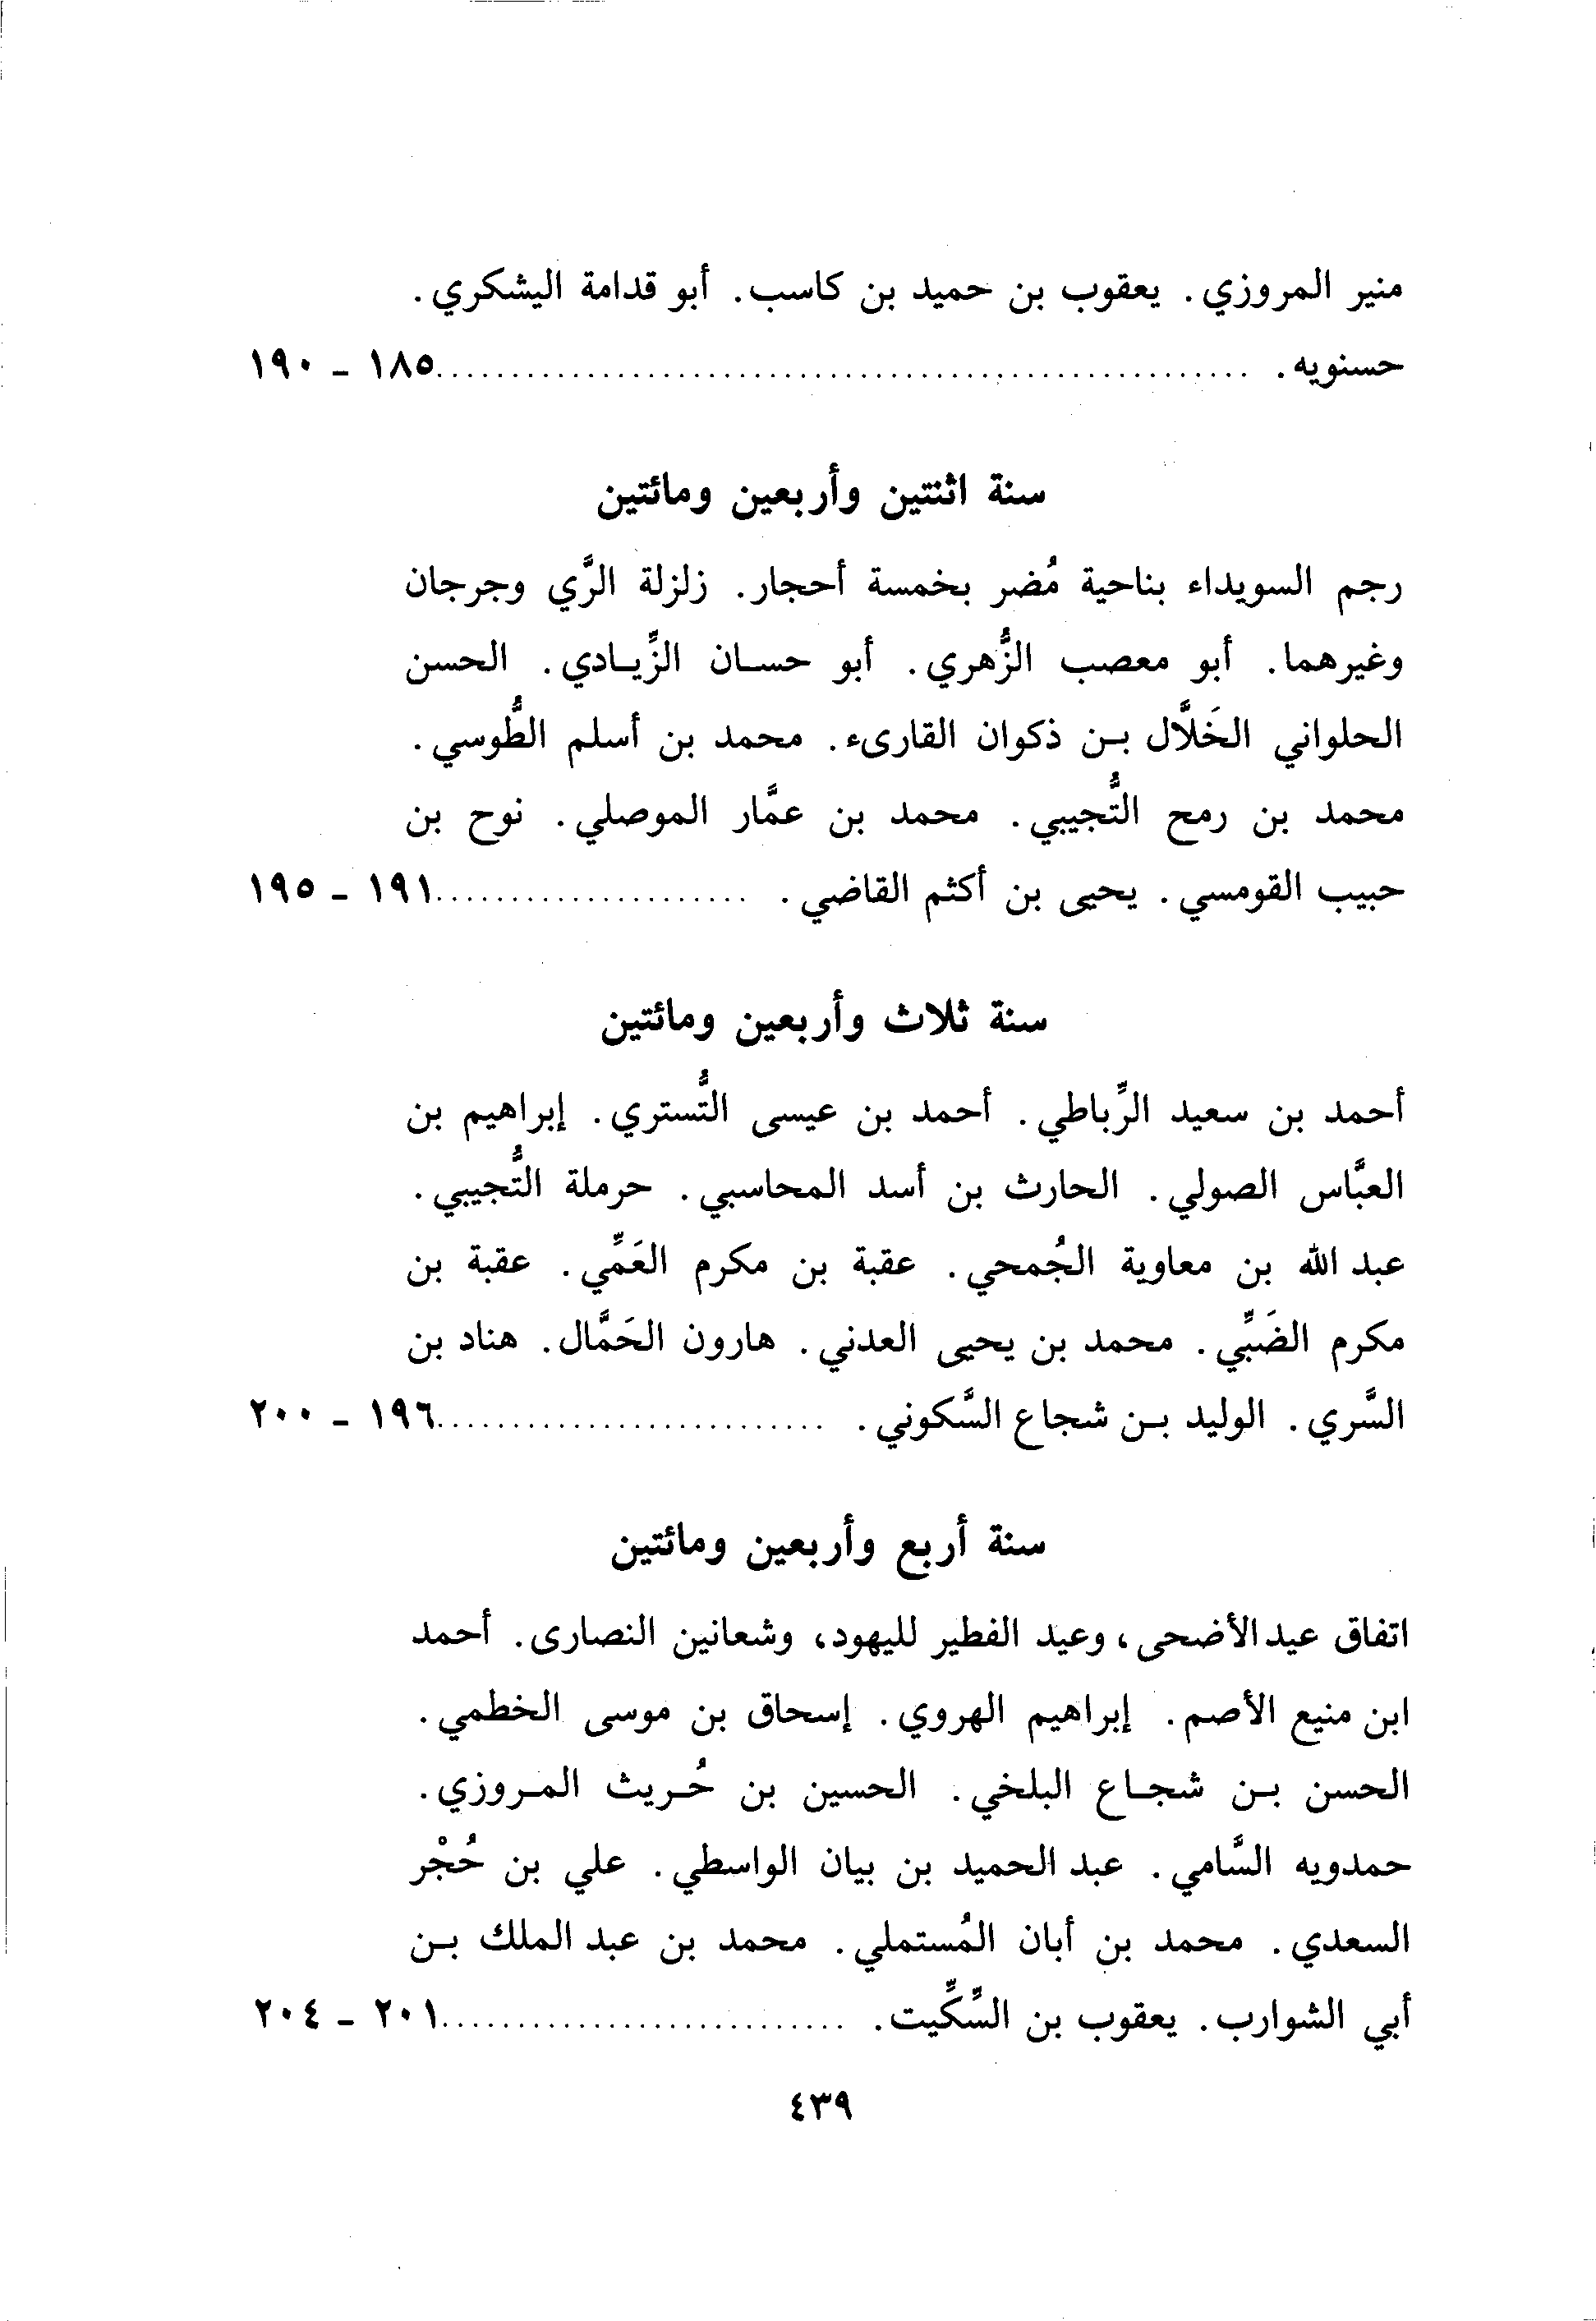 منير المروزي. يعقوب بن حميد بن كاسب. أبو قدامة اليشكري.
حسنويه. ........................................................ ١٨٥ - ١٩٠
سنة اثنتين وأربعين ومائتين
رجم السويداء بناحية مُضر بخمسة أحجار. زلزلة الرَّي وجرجان
وغيرهما. أبو معصب الزُّهري. أبو حسان الزِّيادي. الحسن
الحلواني الخَلاَّل بن ذكوان القارىء. محمد بن أسلم الطُّوسي.
محمد بن رمح التُّجيبي. محمد بن عمَّار الموصلي. نوح بن
حبيب القومسي. يحيى بن أكثم القاضي. ..................... ١٩١ - ١٩٥
سنة ثلاث وأربعين ومائتين
أحمد بن سعيد الرِّباطي. أحمد بن عيسى التُّستري. إبراهيم بن
العبَّاس الصولي. الحارث بن أسد المحاسبي. حرملة التُّجيبي.
عبد الله بن معاوية الجُمحي. عقبة بن مكرم العَمِّي. عقبة بن
مكرم الضَبِّي. محمد بن يحيى العدني. هارون الحَمَّال. هناد بن
السَّري. الوليد بن شجاع السَّكوني. .......................... ١٩٦ - ٢٠٠
سنة أربع وأربعين ومائتين
اتفاق عيد الأضحى، وعيد الفطير لليهود، وشعانين النصارى. أحمد
ابن منيع الأصم. إبراهيم الهروي. إسحاق بن موسى الخطمي.
الحسن بن شجاع البلخي. الحسين بن حُريث المروزي.
حمدويه السَّامي. عبد الحميد بن بيان الواسطي. علي بن حُجْر
السعدي. محمد بن أبان المُستملي. محمد بن عبد الملك بن
أبي الشوارب. يعقوب بن السِّكِّيت. ........................... ٢٠١ - ٢٠٤
٤٣٩